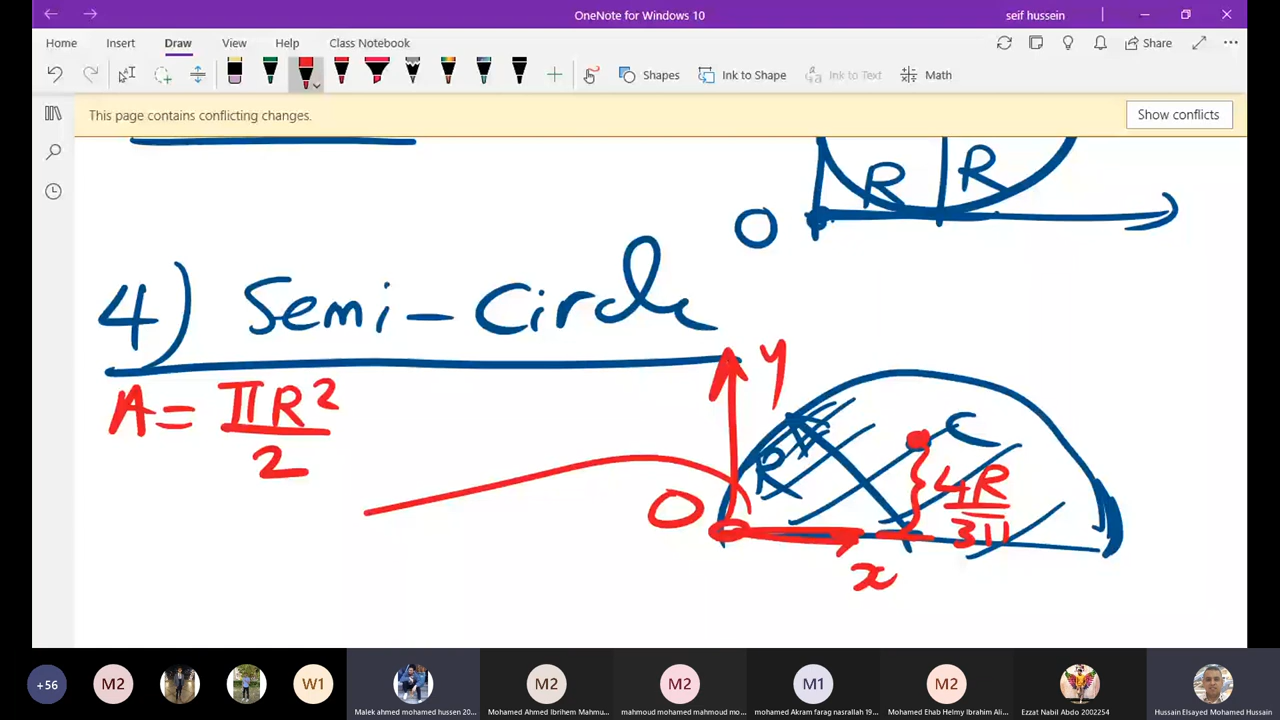 OneNote for Windows 10
seif hussein
Home Insert Draw View Help Class Notebook
Share
Shapes Ink to Shape Ink to Text Math
This page contains conflicting changes.
Show conflicts
R R
O
4) Semi-Circle
A = πR²/2
y
R
C
4R/3π
O
x
+56 M2 W1 M2 M2 M1 M2
Malek ahmed mohamed hussen 20...
Mohamed Ahmed Ibrihem Mahmu...
mahmoud mohamed mahmoud mo...
mohamed Akram farag nasrallah 19...
Mohamed Ehab Helmy Ibrahim Ali...
Ezzat Nabil Abdo 2002254
Hussain Elsayed Mohamed Hussain